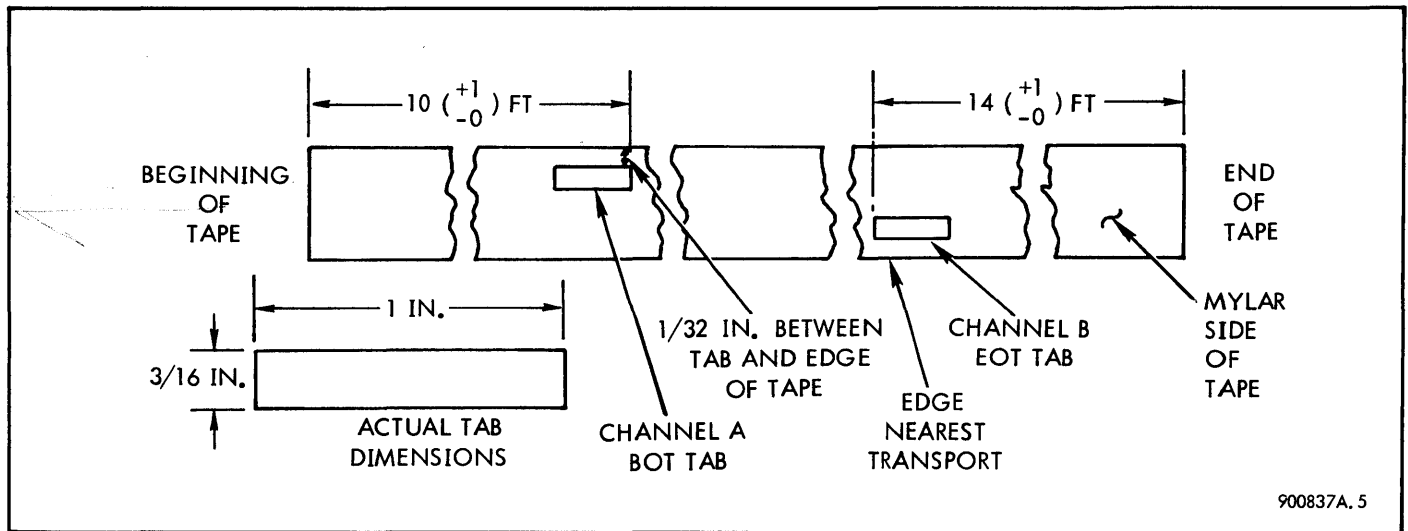 10 (+1 -0) FT
14 (+1 -0) FT
BEGINNING
OF
TAPE
END
OF
TAPE
1 IN.
3/16 IN.
ACTUAL TAB
DIMENSIONS
CHANNEL A
BOT TAB
1/32 IN. BETWEEN
TAB AND EDGE
OF TAPE
EDGE
NEAREST
TRANSPORT
CHANNEL B
EOT TAB
MYLAR
SIDE
OF
TAPE
900837A.5